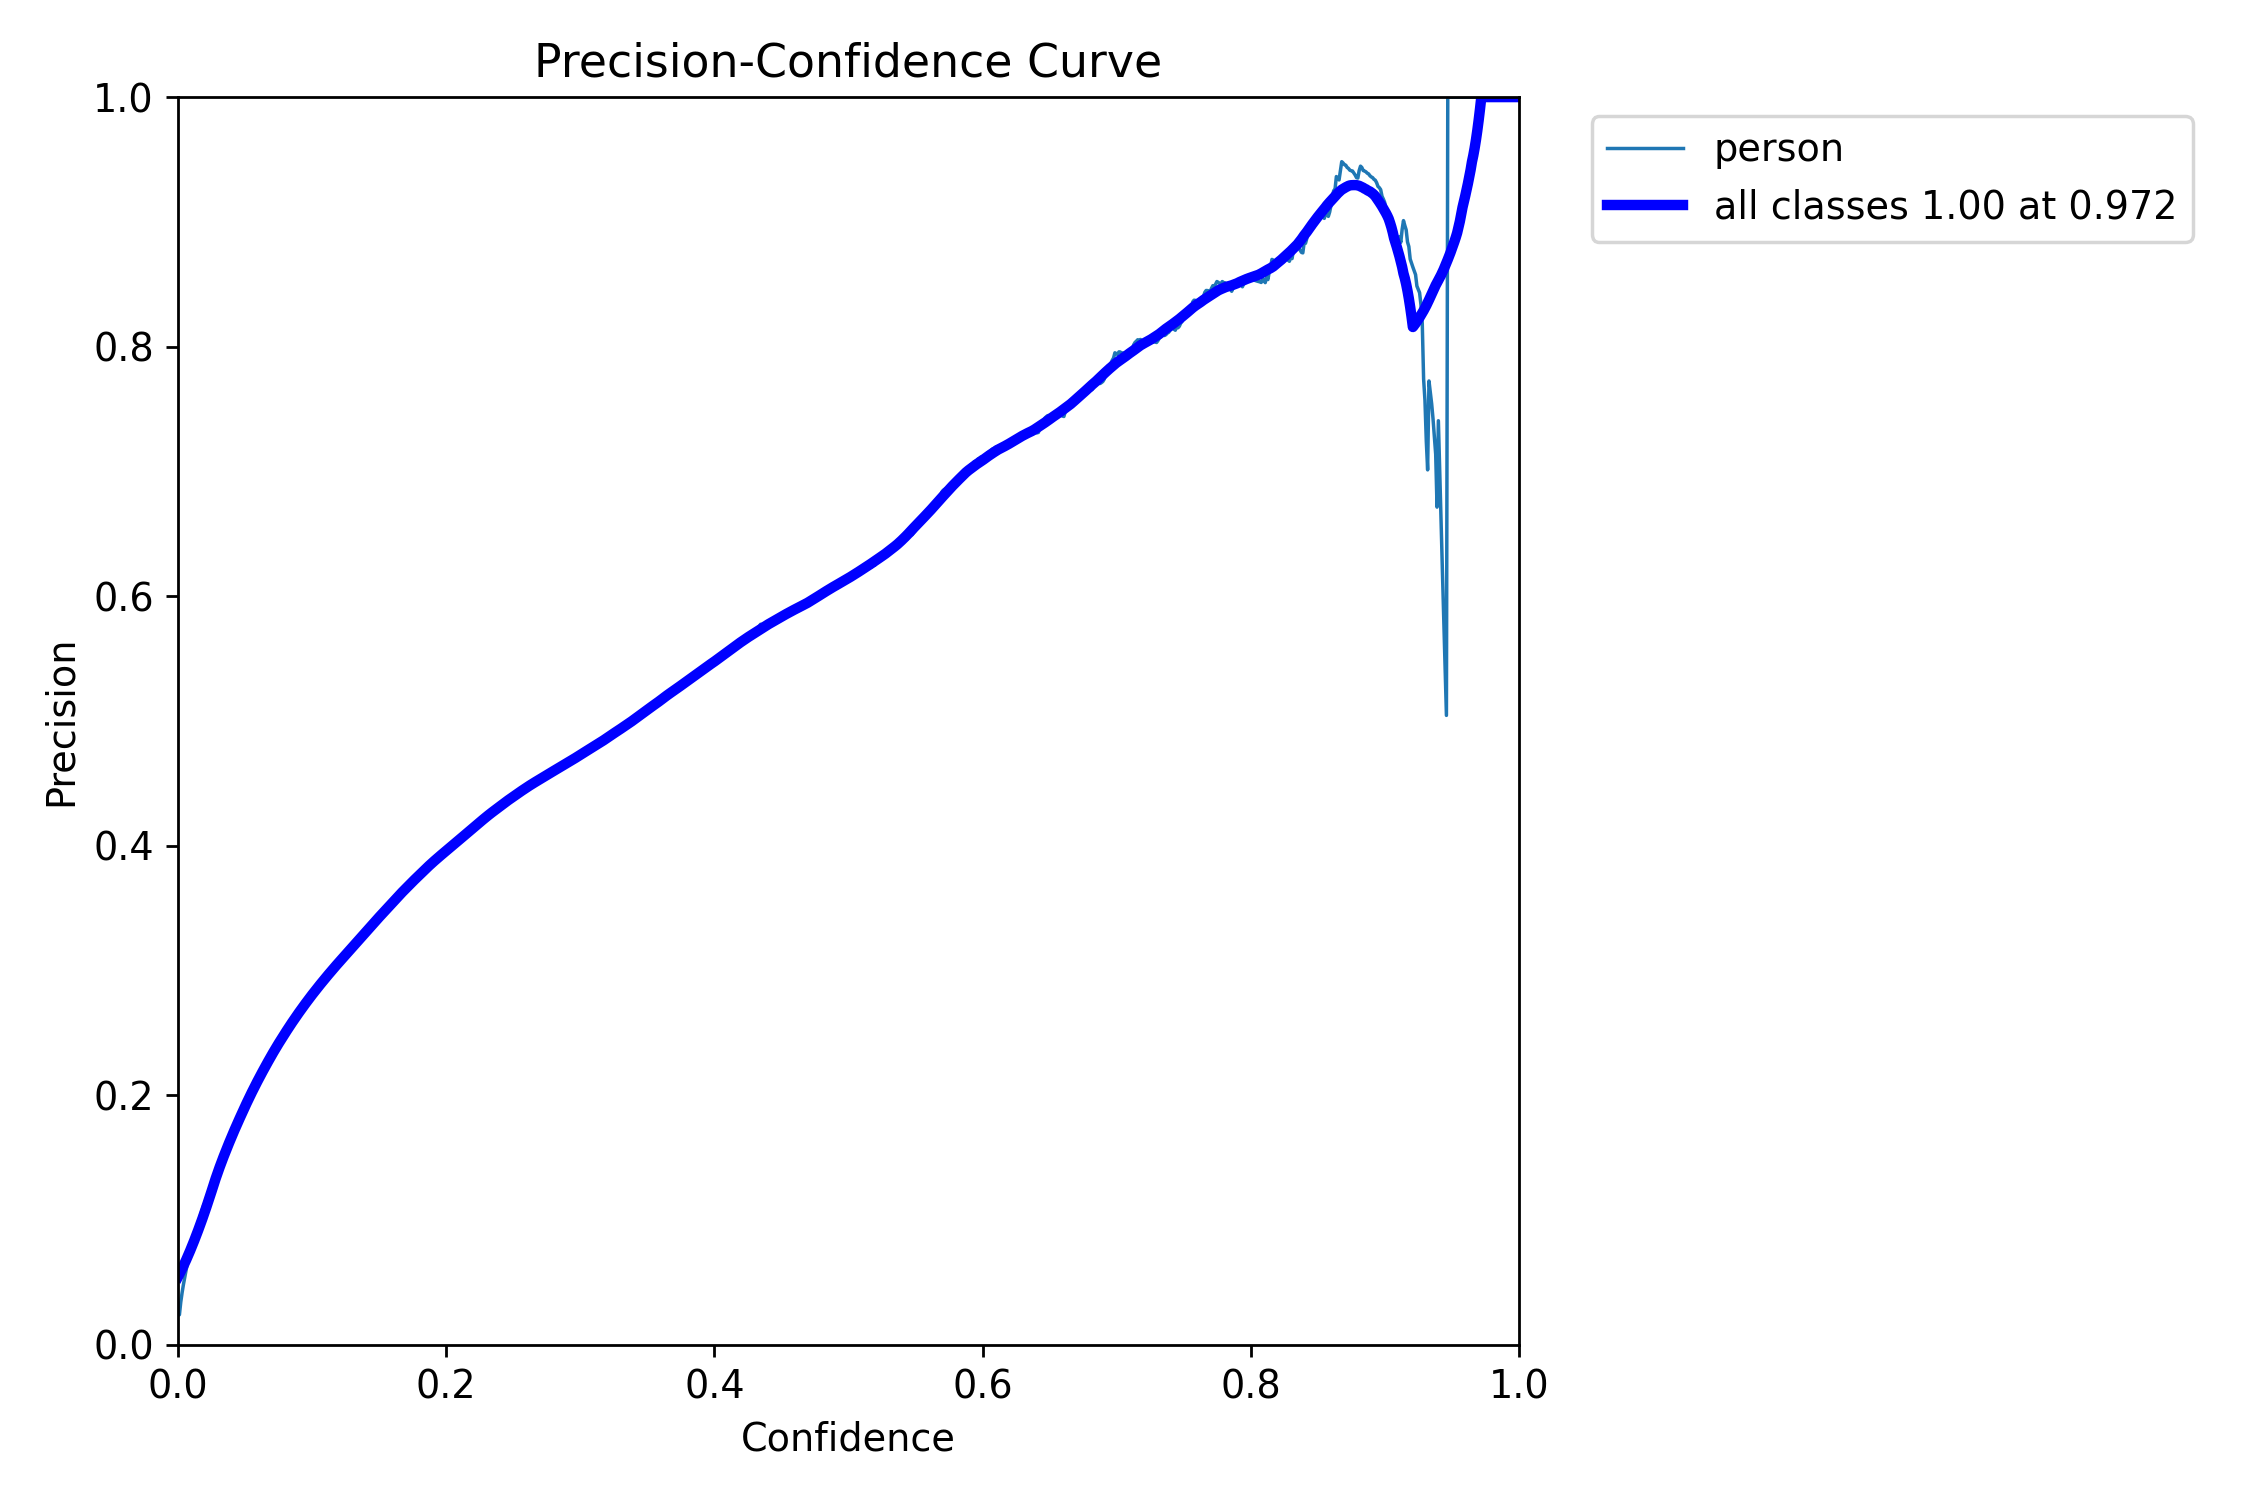 Precision-Confidence Curve
1.0
0.8
0.6
0.4
0.2
0.0
Precision
0.0 0.2 0.4 0.6 0.8 1.0
Confidence
person
all classes 1.00 at 0.972